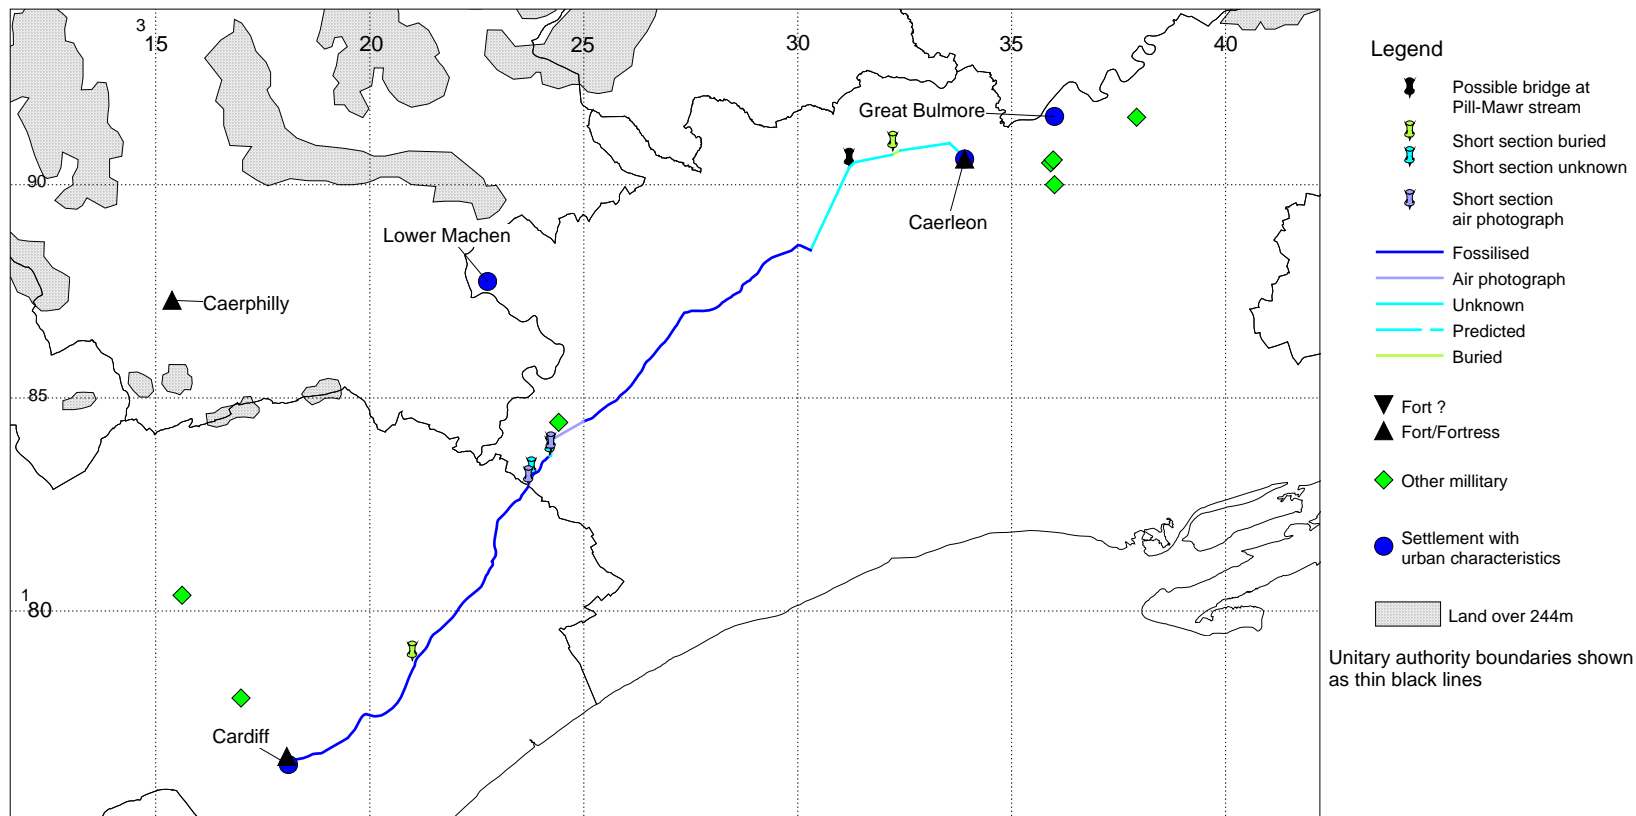 3
15
20
25
30
35
40
Great Bulmore
90
Caerleon
Lower Machen
Caerphilly
85
1
80
Cardiff
Legend
Possible bridge at
Pill-Mawr stream
Short section buried
Short section unknown
Short section
air photograph
Fossilised
Air photograph
Unknown
Predicted
Buried
Fort ?
Fort/Fortress
Other millitary
Settlement with
urban characteristics
Land over 244m
Unitary authority boundaries shown
as thin black lines